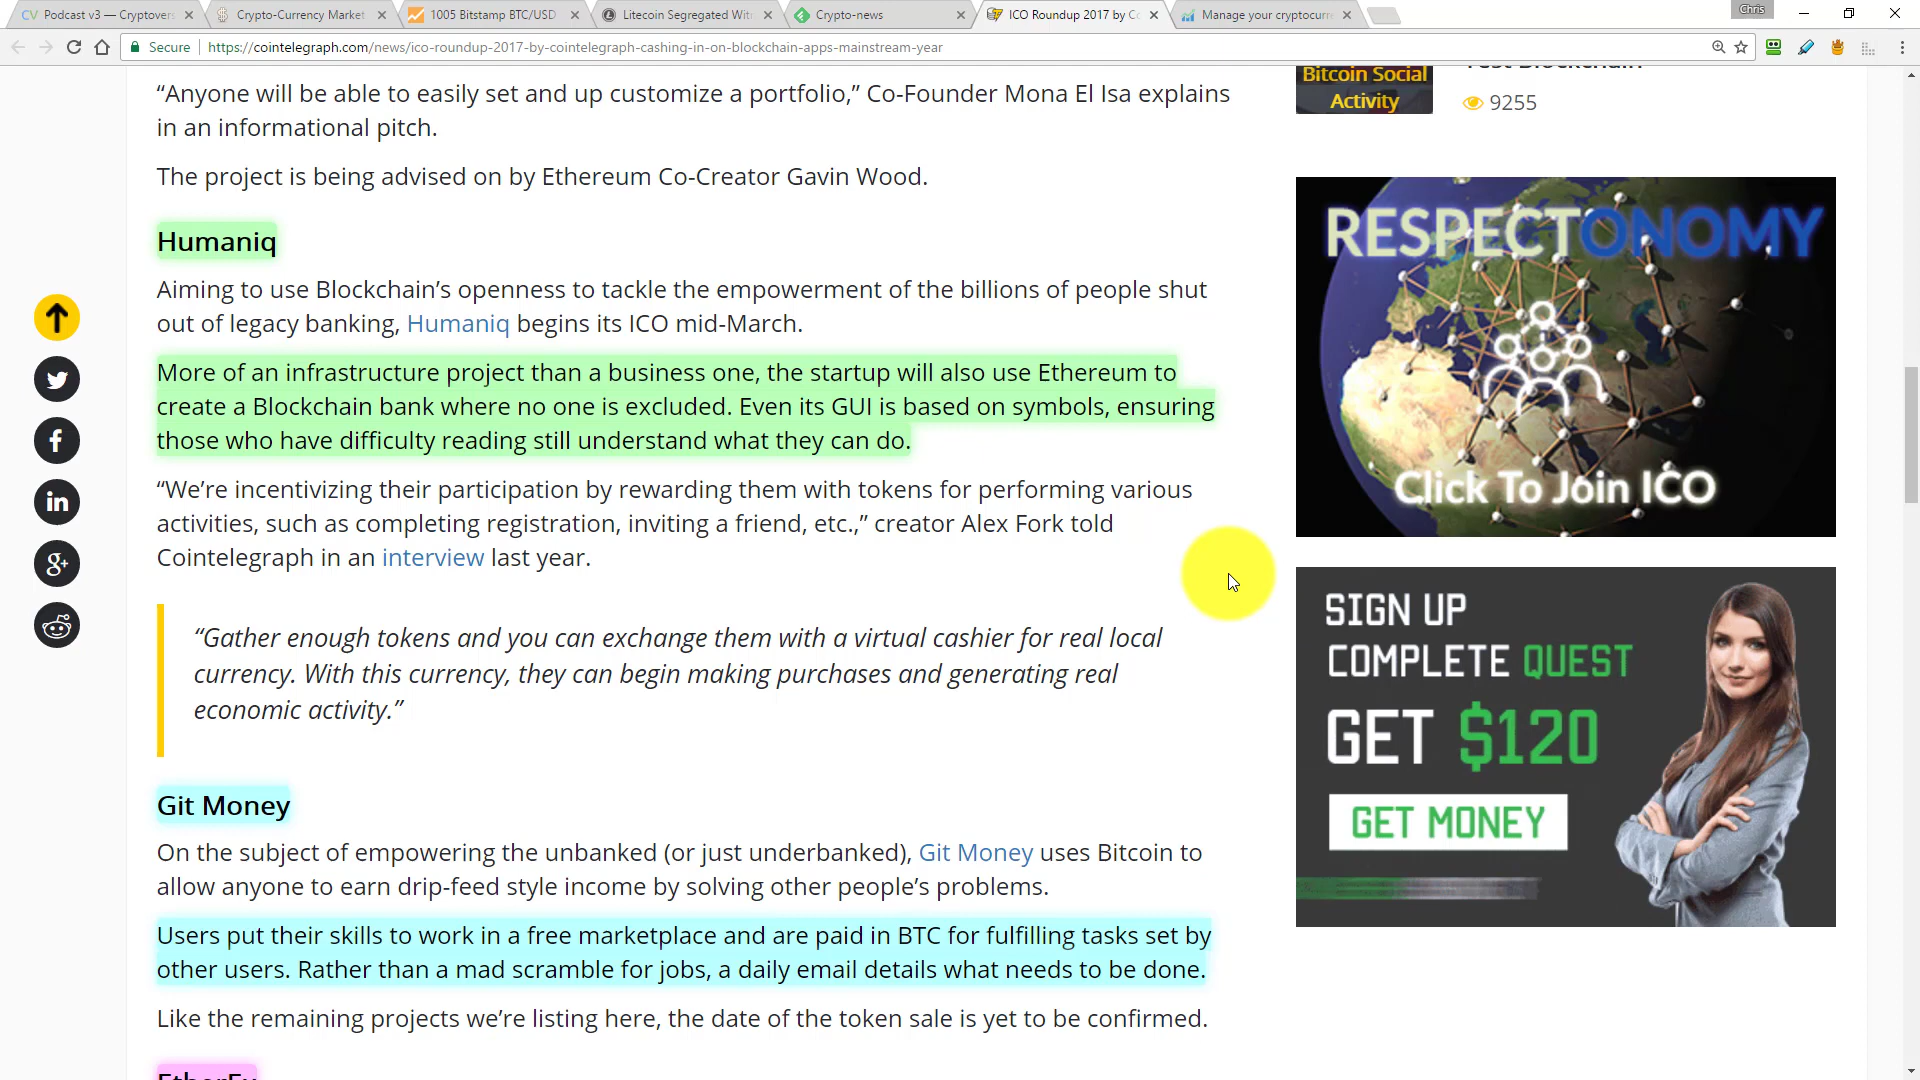 Podcast v3 — Cryptovers
Crypto-Currency Market
1005 Bitstamp BTC/USD
Litecoin Segregated Wit
Crypto-news
ICO Roundup 2017 by Co
Manage your cryptocurr
Chris
Secure
https://cointelegraph.com/news/ico-roundup-2017-by-cointelegraph-cashing-in-on-blockchain-apps-mainstream-year
“Anyone will be able to easily set and up customize a portfolio,” Co-Founder Mona El Isa explains
in an informational pitch.
The project is being advised on by Ethereum Co-Creator Gavin Wood.
Humaniq
Aiming to use Blockchain’s openness to tackle the empowerment of the billions of people shut
out of legacy banking, Humaniq begins its ICO mid-March.
More of an infrastructure project than a business one, the startup will also use Ethereum to
create a Blockchain bank where no one is excluded. Even its GUI is based on symbols, ensuring
those who have difficulty reading still understand what they can do.
“We’re incentivizing their participation by rewarding them with tokens for performing various
activities, such as completing registration, inviting a friend, etc.,” creator Alex Fork told
Cointelegraph in an interview last year.
“Gather enough tokens and you can exchange them with a virtual cashier for real local
currency. With this currency, they can begin making purchases and generating real
economic activity.”
Git Money
On the subject of empowering the unbanked (or just underbanked), Git Money uses Bitcoin to
allow anyone to earn drip-feed style income by solving other people’s problems.
Users put their skills to work in a free marketplace and are paid in BTC for fulfilling tasks set by
other users. Rather than a mad scramble for jobs, a daily email details what needs to be done.
Like the remaining projects we’re listing here, the date of the token sale is yet to be confirmed.
Bitcoin Social
Activity
9255
RESPECTONOMY
Click To Join ICO
SIGN UP
COMPLETE QUEST
GET $120
GET MONEY